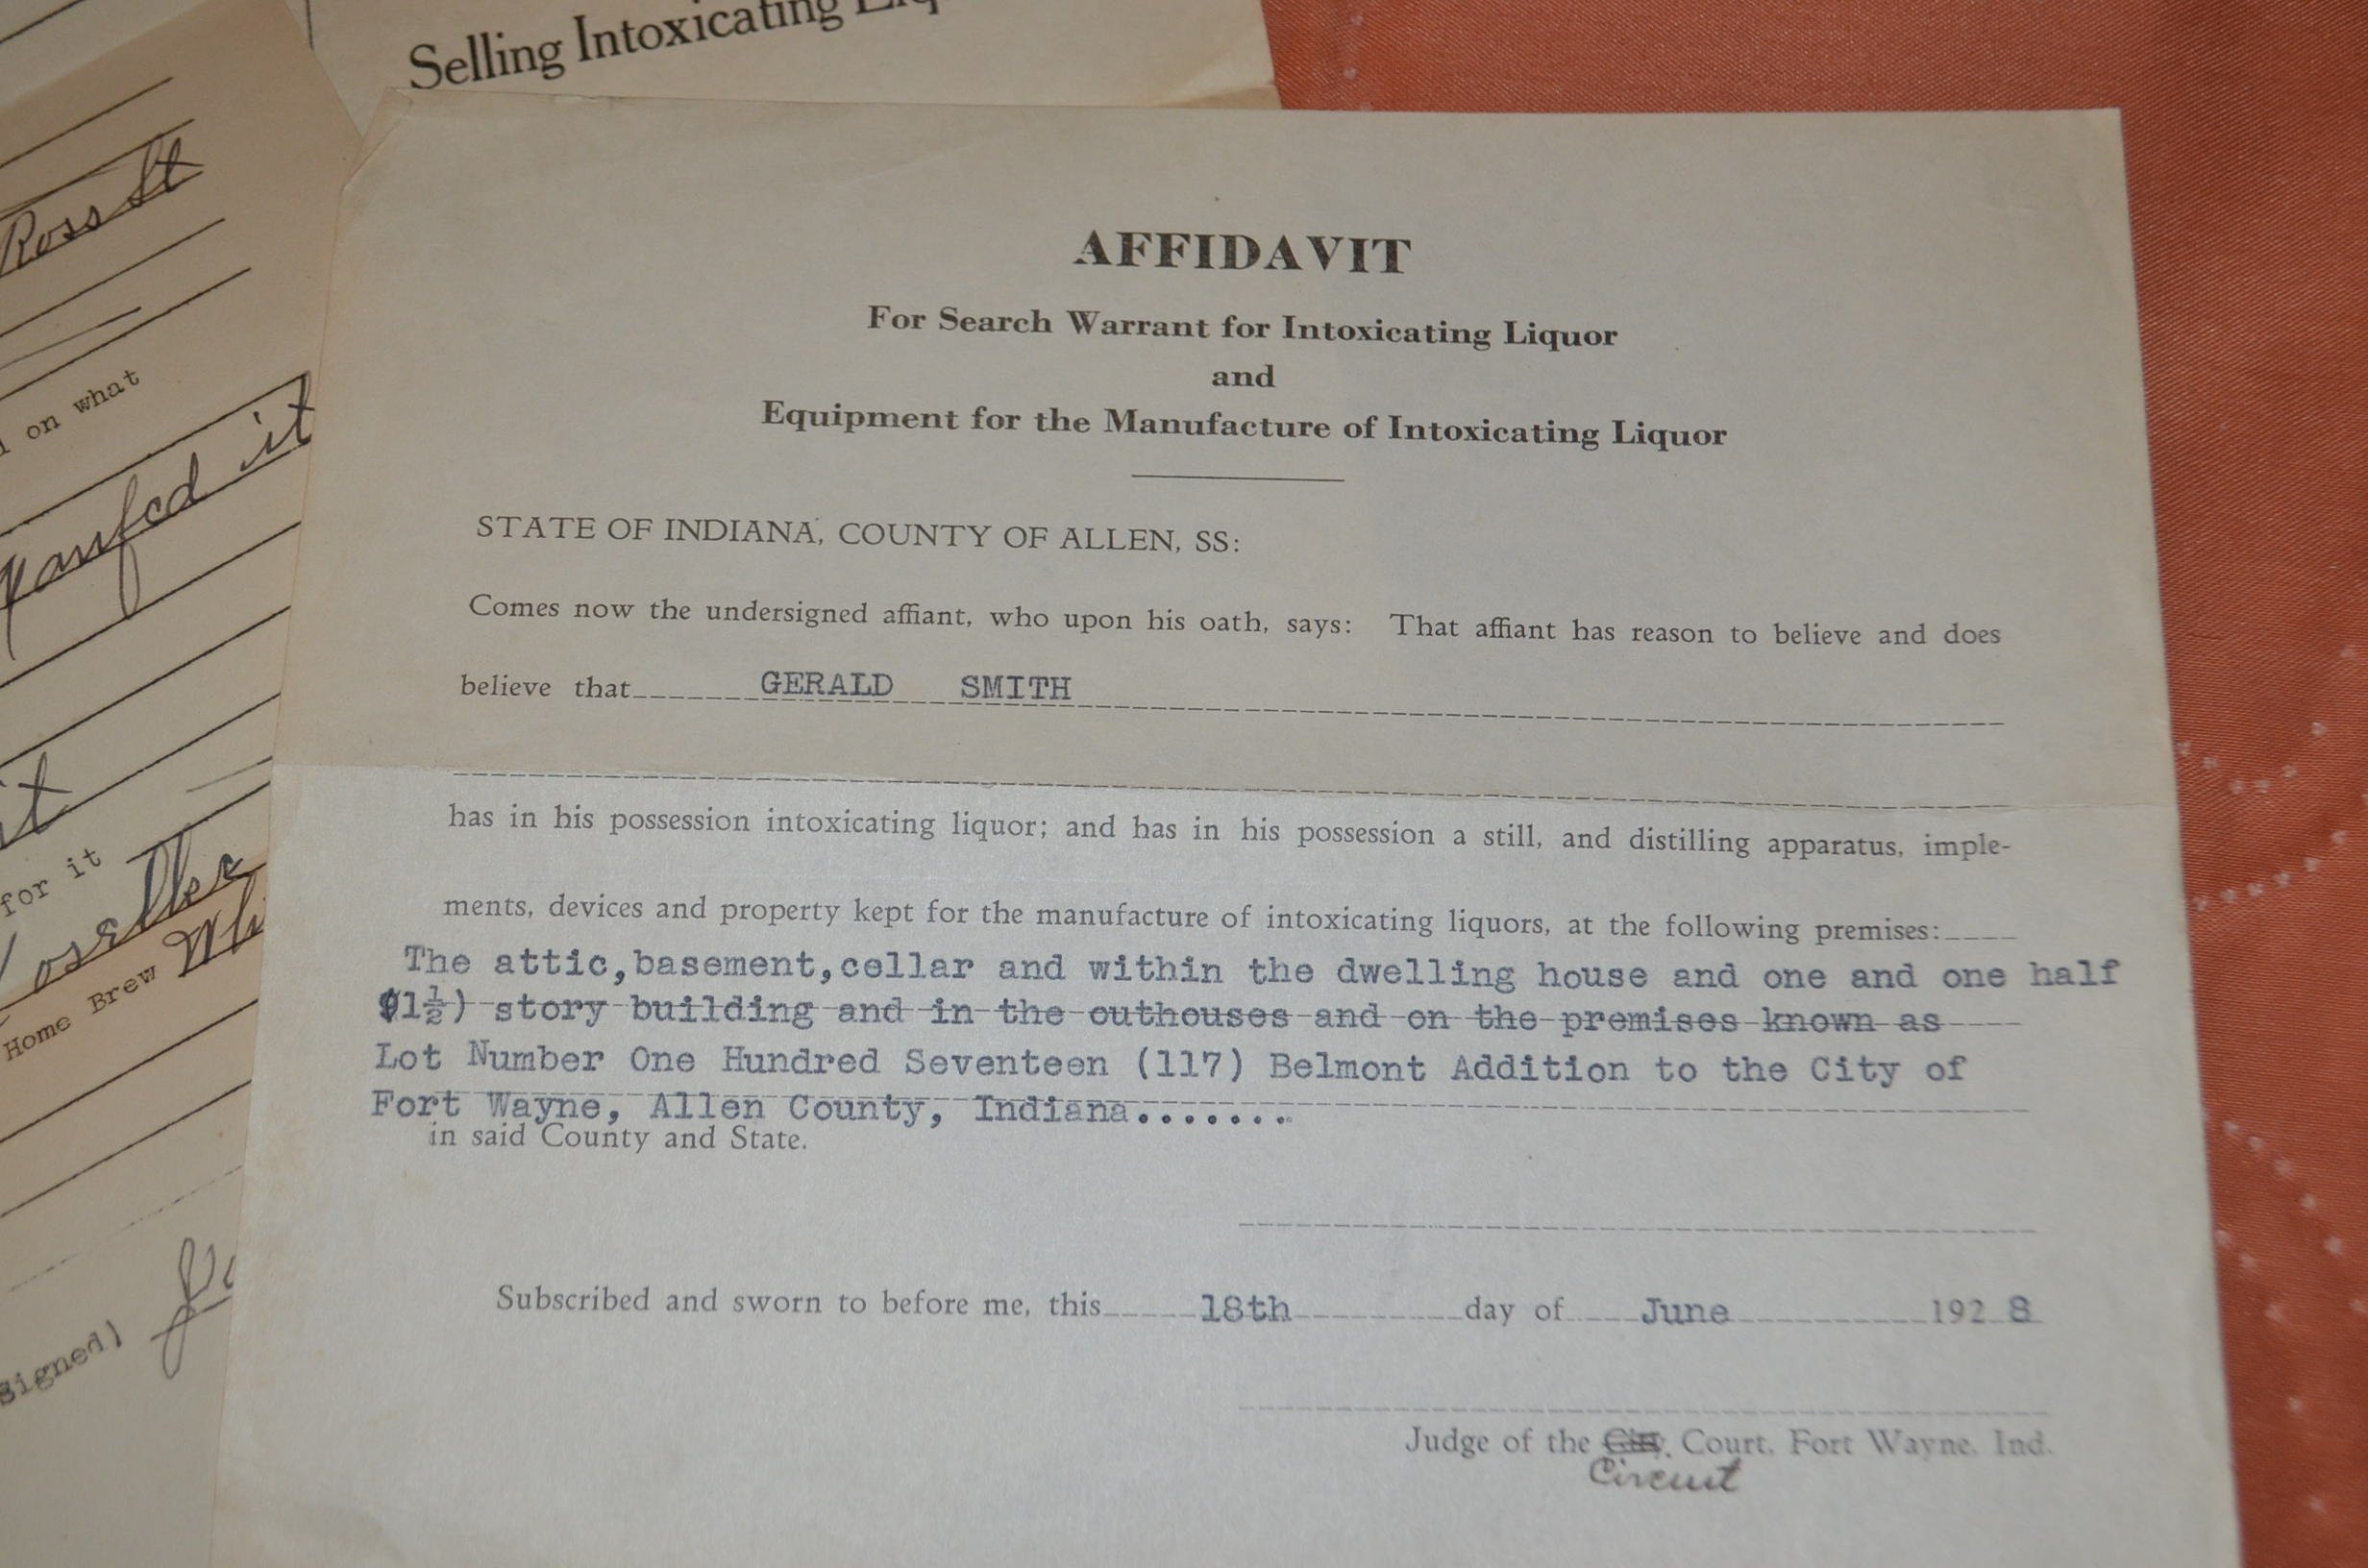 Selling Intoxicating
Ross St
on what
it
it
for it
Home Brew
Signed)
AFFIDAVIT
For Search Warrant for Intoxicating Liquor
and
Equipment for the Manufacture of Intoxicating Liquor
STATE OF INDIANA, COUNTY OF ALLEN, SS:
Comes now the undersigned affiant, who upon his oath, says: That affiant has reason to believe and does
believe that GERALD SMITH
has in his possession intoxicating liquor; and has in his possession a still, and distilling apparatus, imple-
ments, devices and property kept for the manufacture of intoxicating liquors, at the following premises:
The attic,basement,cellar and within the dwelling house and one and one half
(1½) story building and in the outhouses and on the premises known as
Lot Number One Hundred Seventeen (117) Belmont Addition to the City of
Fort Wayne, Allen County, Indiana.......
in said County and State.
Subscribed and sworn to before me, this 18th day of June 192 8
Judge of the City Court, Fort Wayne, Ind.
Circuit